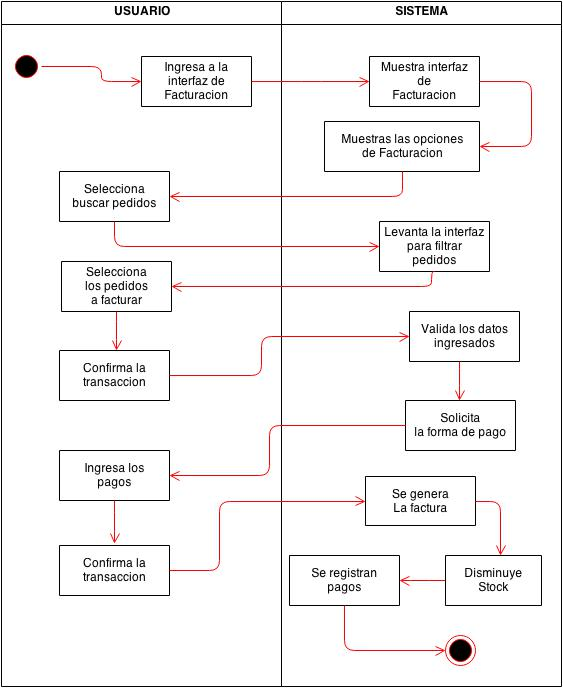 USUARIO
SISTEMA
Ingresa a la
interfaz de
Facturacion
Muestra interfaz
de
Facturacion
Muestras las opciones
de Facturacion
Selecciona
buscar pedidos
Levanta la interfaz
para filtrar
pedidos
Selecciona
los pedidos
a facturar
Confirma la
transaccion
Valida los datos
ingresados
Solicita
la forma de pago
Ingresa los
pagos
Confirma la
transaccion
Se genera
La factura
Disminuye
Stock
Se registran
pagos